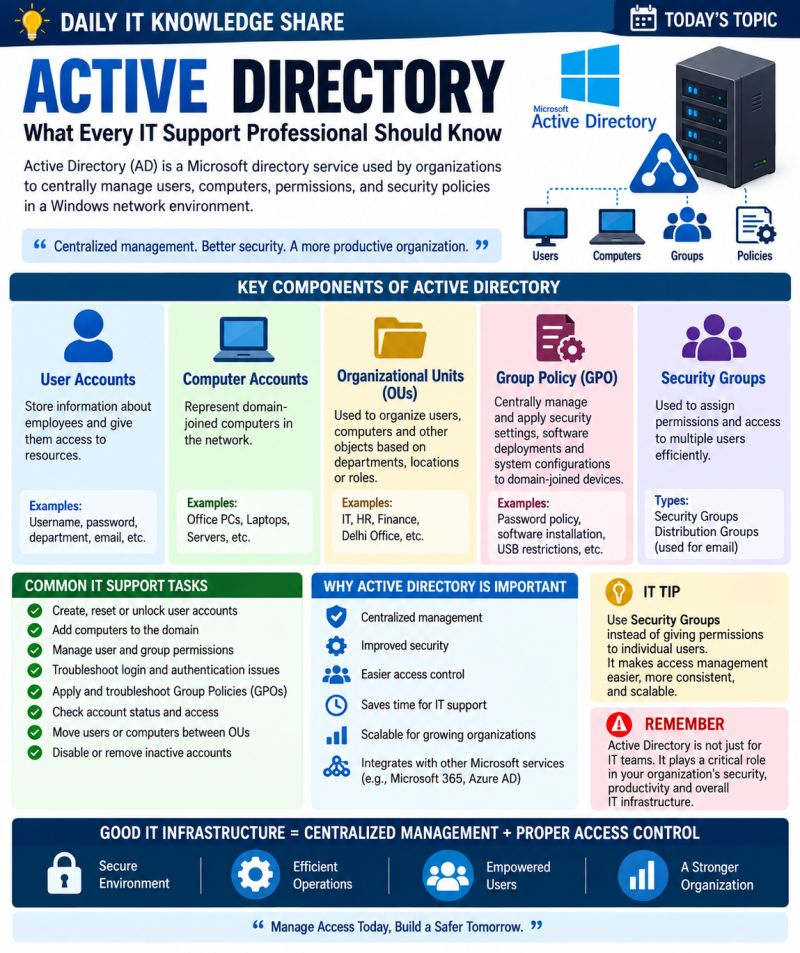 DAILY IT KNOWLEDGE SHARE
TODAY'S TOPIC
ACTIVE DIRECTORY
What Every IT Support Professional Should Know
Active Directory (AD) is a Microsoft directory service used by organizations
to centrally manage users, computers, permissions, and security policies
in a Windows network environment.
“ Centralized management. Better security. A more productive organization. ”
Microsoft
Active Directory
Users
Computers
Groups
Policies
KEY COMPONENTS OF ACTIVE DIRECTORY
User Accounts
Store information about
employees and give
them access to
resources.
Examples:
Username, password,
department, email, etc.
Computer Accounts
Represent domain-
joined computers in
the network.
Examples:
Office PCs, Laptops,
Servers, etc.
Organizational Units
(OUs)
Used to organize users,
computers and other
objects based on
departments, locations
or roles.
Examples:
IT, HR, Finance,
Delhi Office, etc.
Group Policy (GPO)
Centrally manage
and apply security
settings, software
deployments and
system configurations
to domain-joined devices.
Examples:
Password policy,
software installation,
USB restrictions, etc.
Security Groups
Used to assign
permissions and access
to multiple users
efficiently.
Types:
Security Groups
Distribution Groups
(used for email)
COMMON IT SUPPORT TASKS
Create, reset or unlock user accounts
Add computers to the domain
Manage user and group permissions
Troubleshoot login and authentication issues
Apply and troubleshoot Group Policies (GPOs)
Check account status and access
Move users or computers between OUs
Disable or remove inactive accounts
WHY ACTIVE DIRECTORY IS IMPORTANT
Centralized management
Improved security
Easier access control
Saves time for IT support
Scalable for growing organizations
Integrates with other Microsoft services
(e.g., Microsoft 365, Azure AD)
IT TIP
Use Security Groups
instead of giving permissions
to individual users.
It makes access management
easier, more consistent,
and scalable.
REMEMBER
Active Directory is not just for
IT teams. It plays a critical role
in your organization's security,
productivity and overall
IT infrastructure.
GOOD IT INFRASTRUCTURE = CENTRALIZED MANAGEMENT + PROPER ACCESS CONTROL
Secure
Environment
Efficient
Operations
Empowered
Users
A Stronger
Organization
“ Manage Access Today, Build a Safer Tomorrow. ”